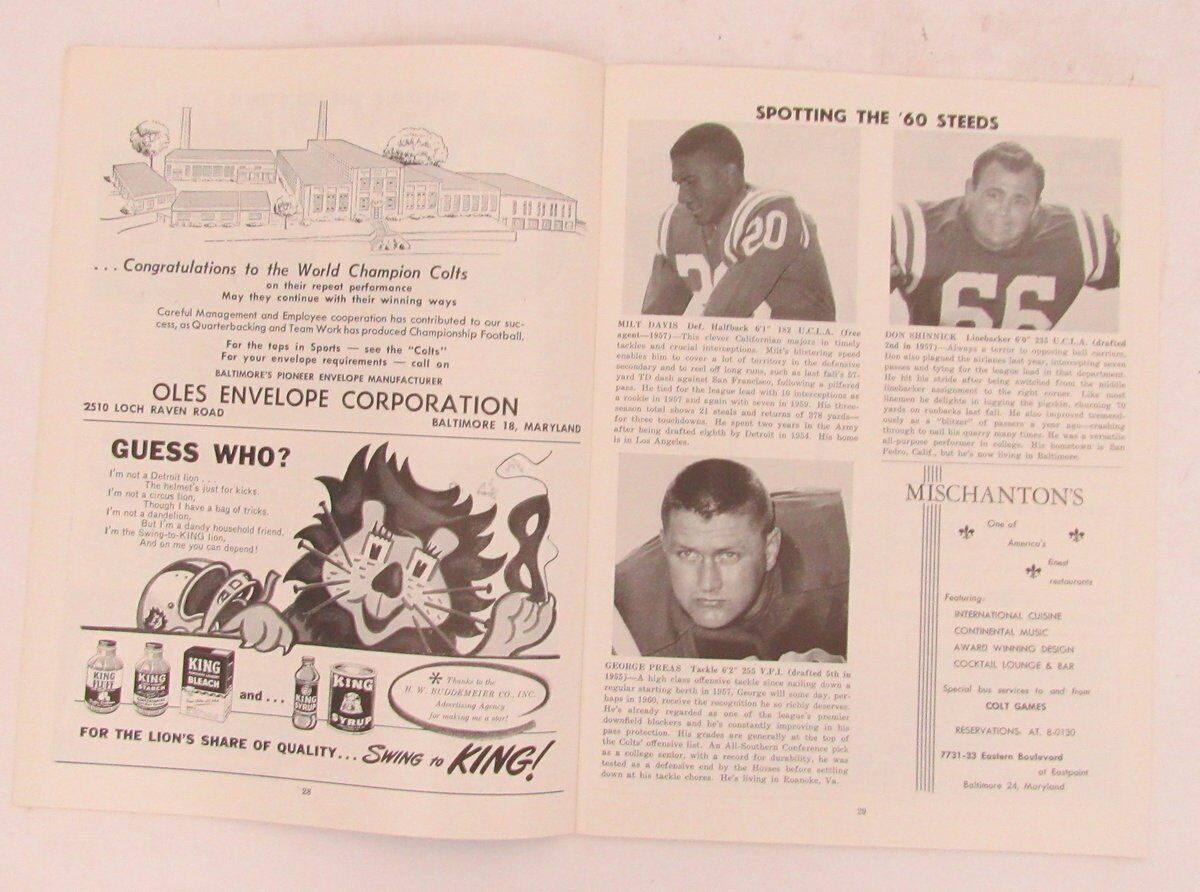 ... Congratulations to the World Champion Colts
on their repeat performance
May they continue with their winning ways
Careful Management and Employee cooperation has contributed to our suc-
cess, as Quarterbacking and Team Work has produced Championship Football.
For the tops in Sports — see the "Colts"
For your envelope requirements — call on
BALTIMORE'S PIONEER ENVELOPE MANUFACTURER
OLES ENVELOPE CORPORATION
2510 LOCH RAVEN ROAD
BALTIMORE 18, MARYLAND
GUESS WHO?
I'm not a Detroit lion . . .
The helmet's just for kicks.
I'm not a circus lion,
Though I have a bag of tricks.
I'm not a dandelion,
But I'm a dandy household friend.
I'm the Swing-to-KING lion,
And on me you can depend!
KING
FLUFF
KING
STARCH
KING
BLEACH
and...
KING
SYRUP
KING
SYRUP
* Thanks to the
H. W. BUDDEMEIER CO., INC.
Advertising Agency
for making me a star!
FOR THE LION'S SHARE OF QUALITY... SWING TO KING!
28
SPOTTING THE '60 STEEDS
20
MILT DAVIS Def. Halfback 6'1" 182 U.C.L.A. (free
agent—1957)—This clever Californian majors in timely
tackles and crucial interceptions. Milt's blistering speed
enables him to cover a lot of territory in the defensive
secondary and to reel off long runs, such as last fall's 57-
yard TD dash against San Francisco, following a pilfered
pass. He tied for the league lead with 10 interceptions as
a rookie in 1957 and again with seven in 1959. His three-
season total shows 21 steals and returns of 378 yards—
for three touchdowns. He spent two years in the Army
after being drafted eighth by Detroit in 1954. His home
is in Los Angeles.
66
DON SHINNICK Linebacker 6'0" 235 U.C.L.A. (drafted
2nd in 1957)—Always a terror to opposing ball carriers,
Don also plagued the airlanes last year, intercepting seven
passes and tying for the league lead in that department.
He hit his stride after being switched from the middle
linebacker assignment to the right corner. Like most
linemen he delights in lugging the pigskin, churning 70
yards on runbacks last fall. He also improved tremend-
ously as a "blitzer" of passers a year ago—crashing
through to nail his quarry many times. He was a versatile
all-purpose performer in college. His hometown is San
Pedro, Calif., but he's now living in Baltimore.
GEORGE PREAS Tackle 6'2" 255 V.P.I. (drafted 5th in
1955)—A high class offensive tackle since nailing down a
regular starting berth in 1957, George will some day, per-
haps in 1960, receive the recognition he so richly deserves.
He's already regarded as one of the league's premier
downfield blockers and he's constantly improving in his
pass protection. His grades are generally at the top of
the Colts' offensive list. An All-Southern Conference pick
as a college senior, with a record for durability, he was
tested as a defensive end by the Hosses before settling
down at his tackle chores. He's living in Roanoke, Va.
MISCHANTON'S
One of
America's
finest
restaurants
Featuring:
INTERNATIONAL CUISINE
CONTINENTAL MUSIC
AWARD WINNING DESIGN
COCKTAIL LOUNGE & BAR
Special bus services to and from
COLT GAMES
RESERVATIONS: AT. 8-0130
7731-33 Eastern Boulevard
at Eastpoint
Baltimore 24, Maryland
29